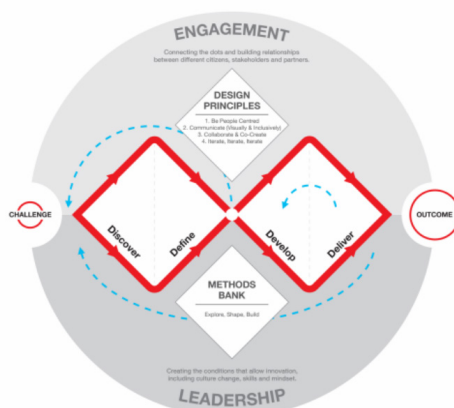 ENGAGEMENT
Connecting the dots and building relationships
between different citizens, stakeholders and partners.
DESIGN
PRINCIPLES
1. Be People Centred
2. Communicate (Visually & Inclusively)
3. Collaborate & Co-Create
4. Iterate, Iterate, Iterate
CHALLENGE
OUTCOME
Discover
Define
Develop
Deliver
METHODS
BANK
Explore, Shape, Build
Creating the conditions that allow innovation,
including culture change, skills and mindset.
LEADERSHIP